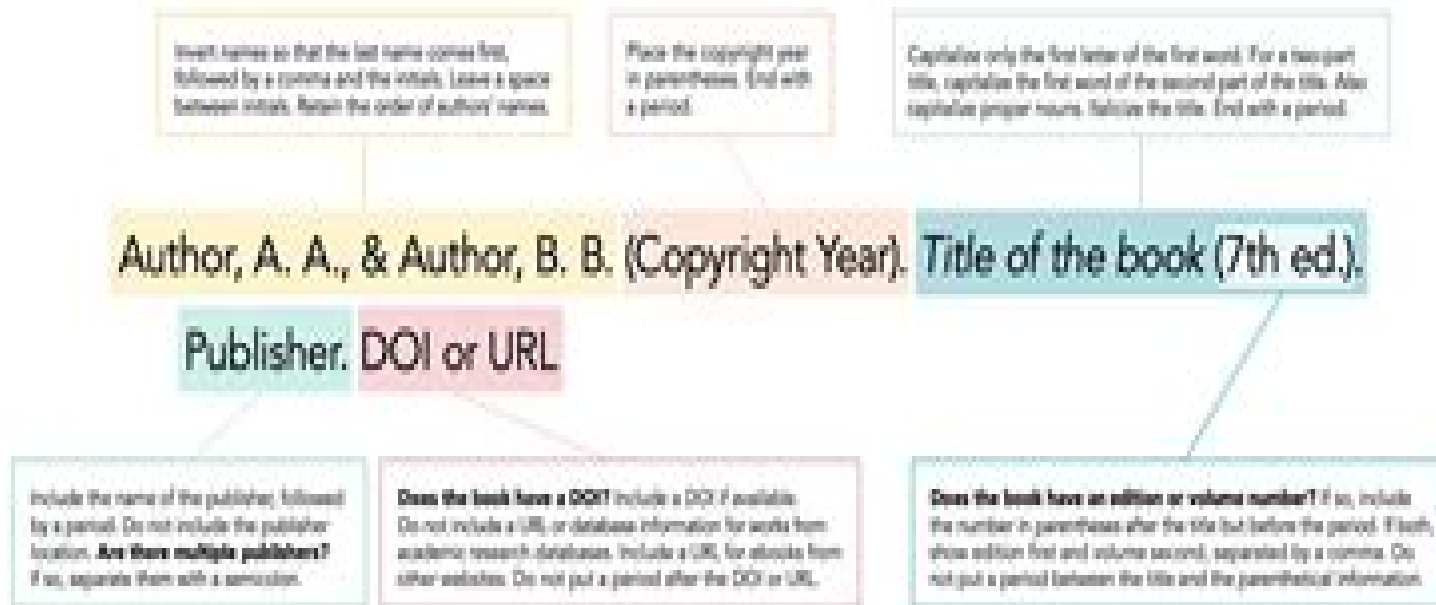 Invert names so that the last name comes first,
followed by a comma and the initials. Leave a space
between initials. Retain the order of authors' names.
Place the copyright year
in parentheses. End with
a period.
Capitalize only the first letter of the first word. For a two-part
title, capitalize the first word of the second part of the title. Also
capitalize proper nouns. Italicize the title. End with a period.
Author, A. A., & Author, B. B. (Copyright Year). Title of the book (7th ed.).
Publisher. DOI or URL
Include the name of the publisher, followed
by a period. Do not include the publisher
location. Are there multiple publishers?
If so, separate them with a semicolon.
Does the book have a DOI? Include a DOI if available.
Do not include a URL or database information for works from
academic research databases. Include a URL for ebooks from
other websites. Do not put a period after the DOI or URL.
Does the book have an edition or volume number? If so, include
the number in parentheses after the title but before the period. If both,
show edition first and volume second, separated by a comma. Do
not put a period between the title and the parenthetical information.